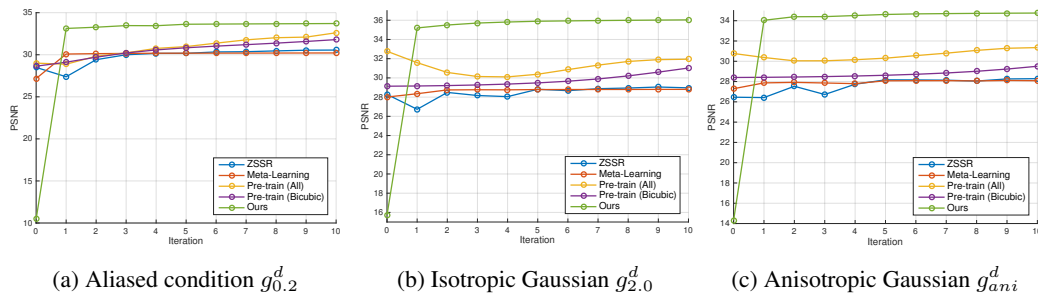 35
30
25
20
15
10
PSNR
0 1 2 3 4 5 6 7 8 9 10
Iteration
ZSSR
Meta-Learning
Pre-train (All)
Pre-train (Bicubic)
Ours
(a) Aliased condition g^d_{0.2}
36
34
32
30
28
26
24
22
20
18
16
PSNR
0 1 2 3 4 5 6 7 8 9 10
Iteration
ZSSR
Meta-Learning
Pre-train (All)
Pre-train (Bicubic)
Ours
(b) Isotropic Gaussian g^d_{2.0}
34
32
30
28
26
24
22
20
18
16
14
PSNR
0 1 2 3 4 5 6 7 8 9 10
Iteration
ZSSR
Meta-Learning
Pre-train (All)
Pre-train (Bicubic)
Ours
(c) Anisotropic Gaussian g^d_{ani}